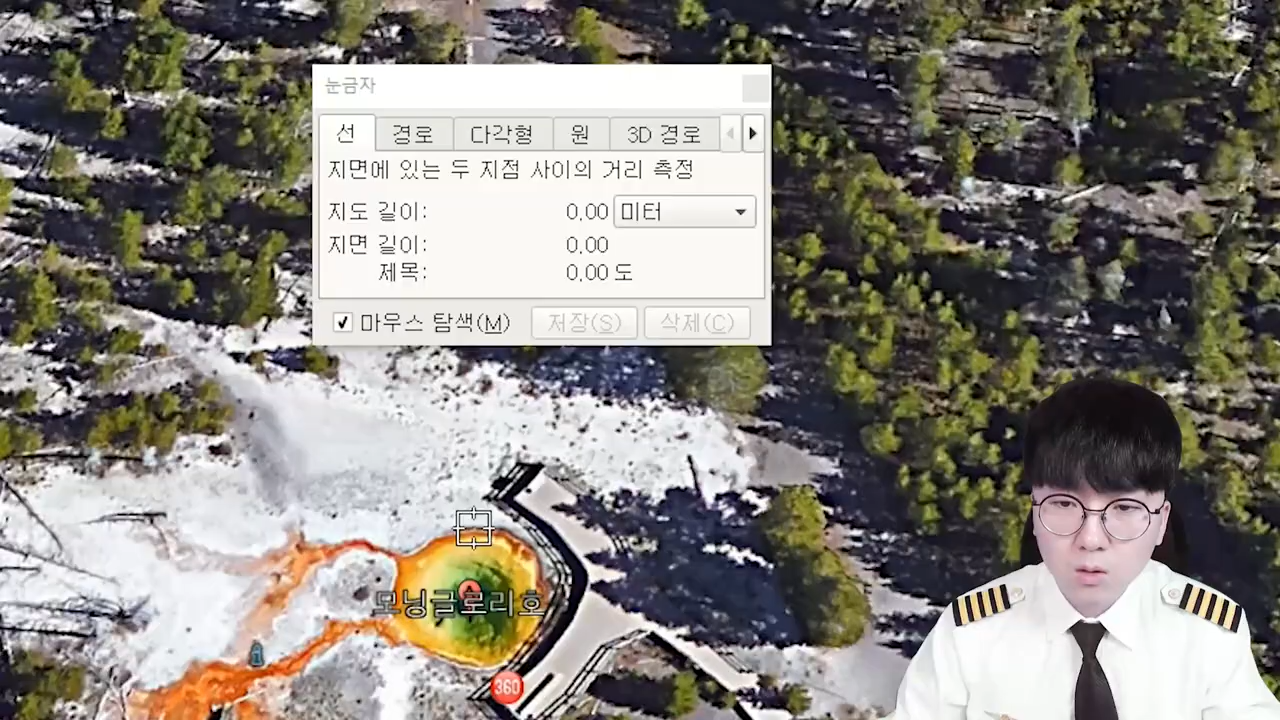 눈금자
선 경로 다각형 원 3D 경로
지면에 있는 두 지점 사이의 거리 측정
지도 길이: 0.00 미터
지면 길이: 0.00
제목: 0.00 도
마우스 탐색(M) 저장(S) 삭제(C)
모닝글로리호
360